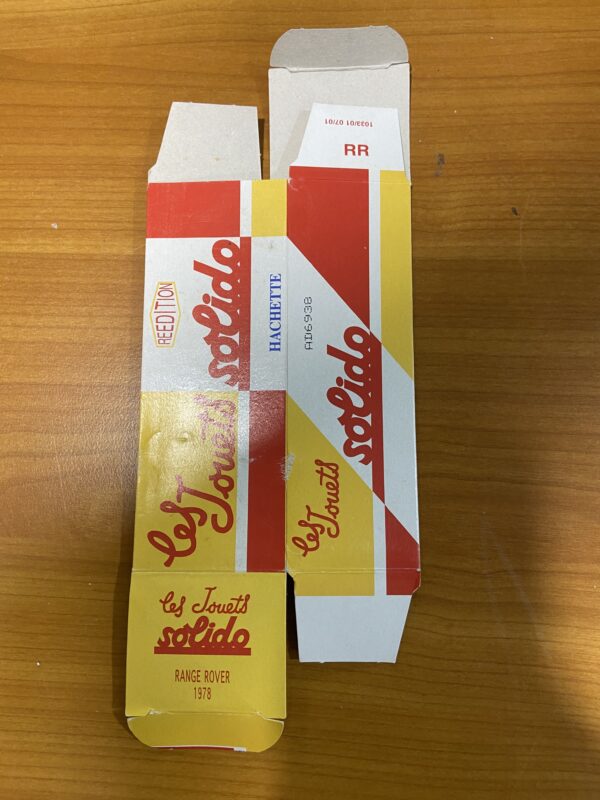 1033/01 07/01
RR
REEDITION
solido
HACHETTE
Les Jouets
AD6938
solido
Les Jouets
les Jouets
solido
RANGE ROVER
1978